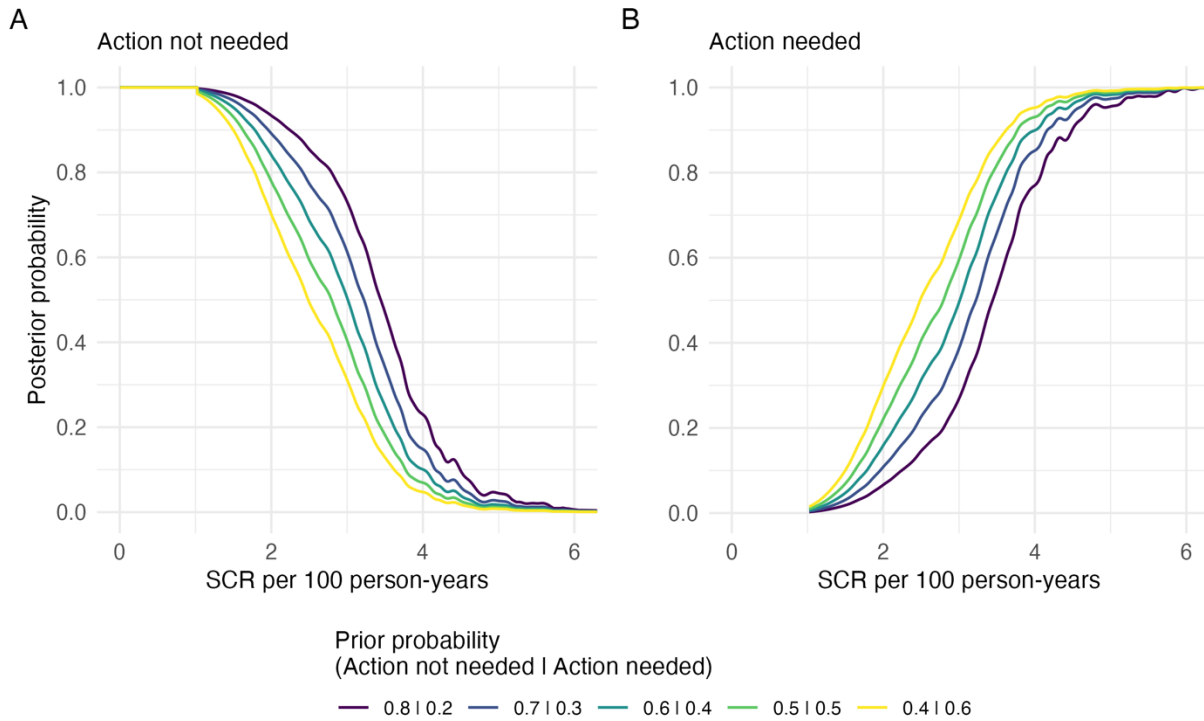 A
Action not needed
Posterior probability
1.0
0.8
0.6
0.4
0.2
0.0
0
2
4
6
SCR per 100 person-years
B
Action needed
1.0
0.8
0.6
0.4
0.2
0.0
0
2
4
6
SCR per 100 person-years
Prior probability
(Action not needed | Action needed)
0.8 | 0.2
0.7 | 0.3
0.6 | 0.4
0.5 | 0.5
0.4 | 0.6